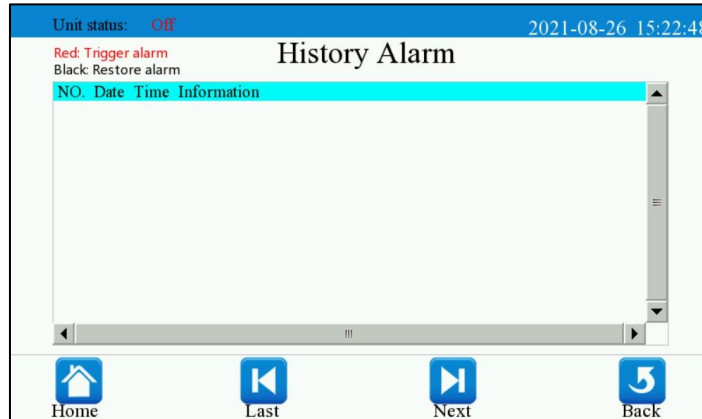 Unit status: Off 2021-08-26 15:22:48
Red: Trigger alarm
Black: Restore alarm
History Alarm
NO. Date Time Information
Home Last Next Back